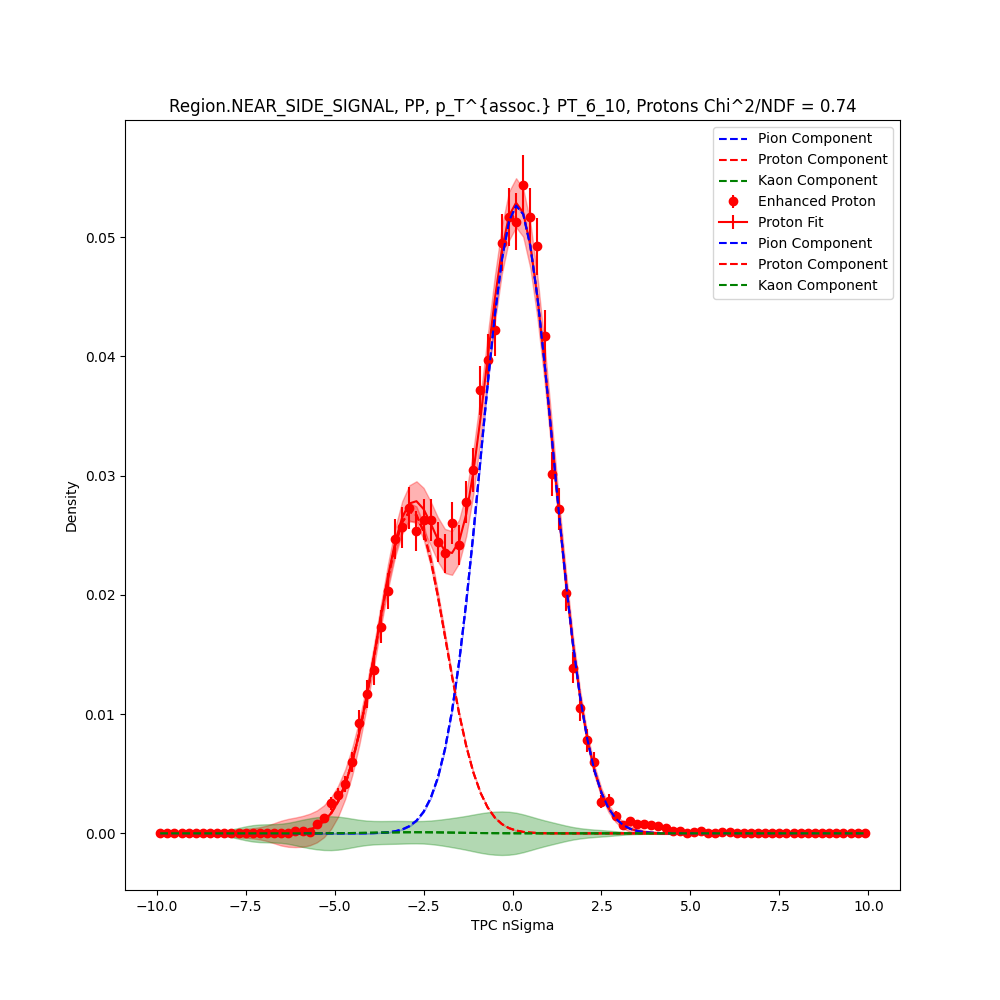 Region.NEAR_SIDE_SIGNAL, PP, p_T^{assoc.} PT_6_10, Protons Chi^2/NDF = 0.74
Pion Component
Proton Component
Kaon Component
Enhanced Proton
Proton Fit
Pion Component
Proton Component
Kaon Component
Density
0.05
0.04
0.03
0.02
0.01
0.00
−10.0 −7.5 −5.0 −2.5 0.0 2.5 5.0 7.5 10.0
TPC nSigma